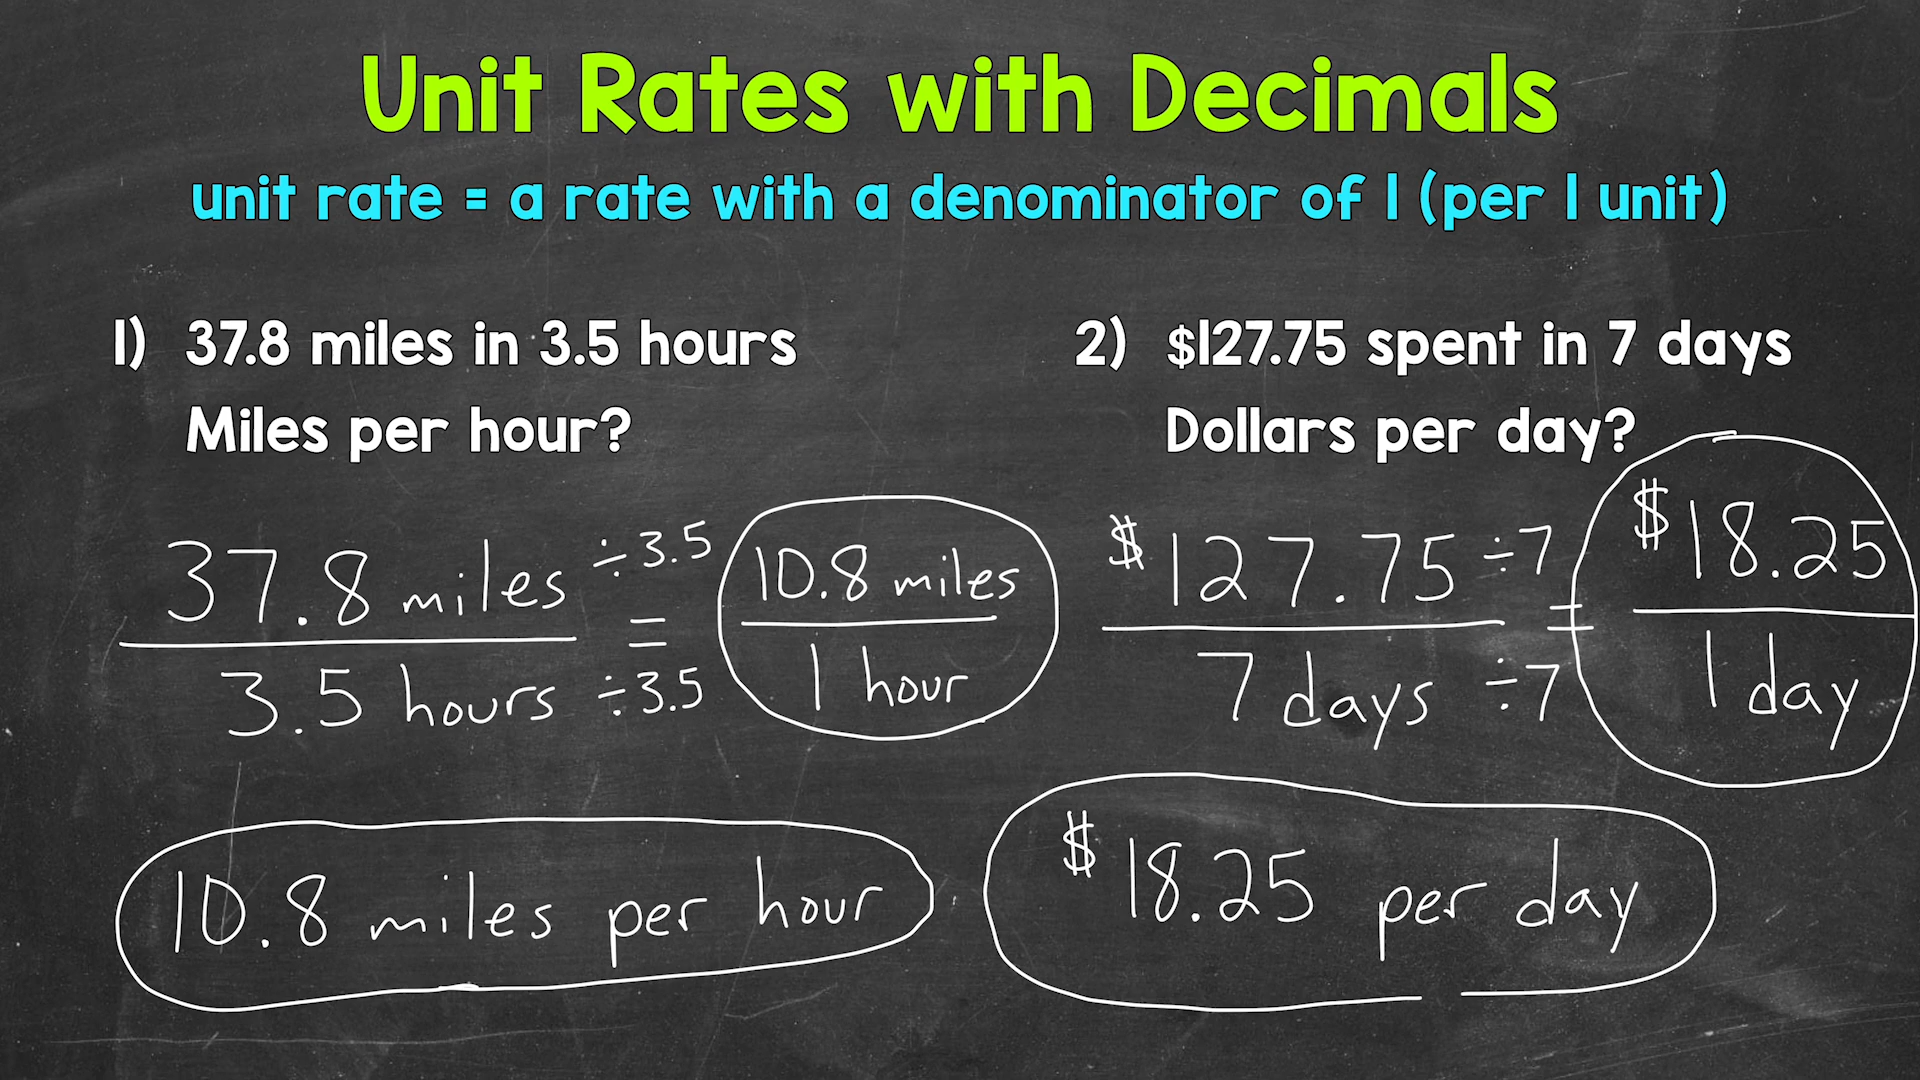 Unit Rates with Decimals
unit rate = a rate with a denominator of 1 (per 1 unit)
1) 37.8 miles in 3.5 hours
Miles per hour?
37.8 miles ÷3.5 = 10.8 miles
3.5 hours ÷3.5 1 hour
10.8 miles per hour
2) $127.75 spent in 7 days
Dollars per day?
$127.75 ÷7 = $18.25
7 days ÷7 1 day
$18.25 per day